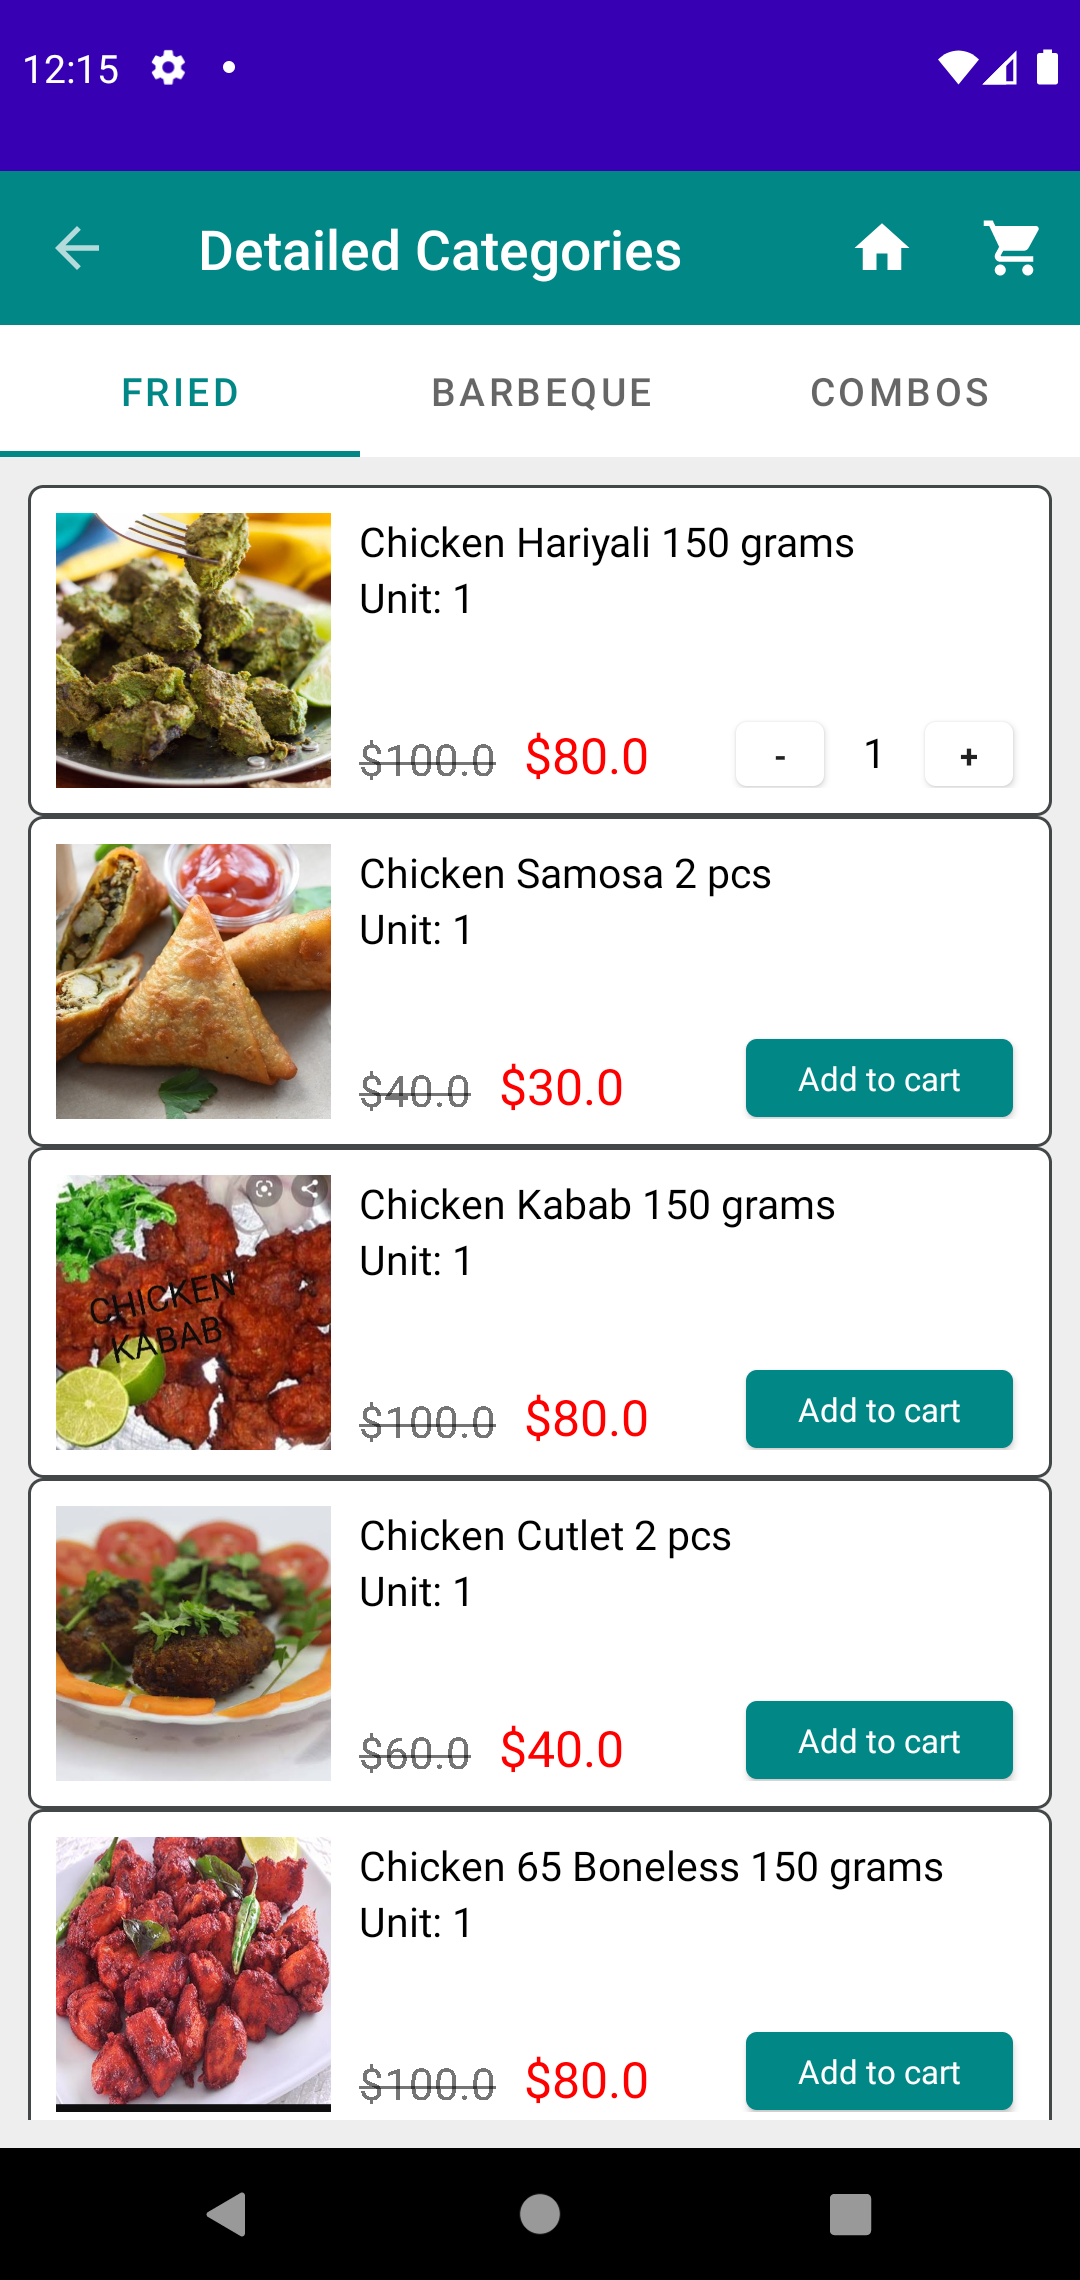 12:15
Detailed Categories
FRIED
BARBEQUE
COMBOS
Chicken Hariyali 150 grams
Unit: 1
$100.0 $80.0
- 1 +
Chicken Samosa 2 pcs
Unit: 1
$40.0 $30.0
Add to cart
CHICKEN
KABAB
Chicken Kabab 150 grams
Unit: 1
$100.0 $80.0
Add to cart
Chicken Cutlet 2 pcs
Unit: 1
$60.0 $40.0
Add to cart
Chicken 65 Boneless 150 grams
Unit: 1
$100.0 $80.0
Add to cart